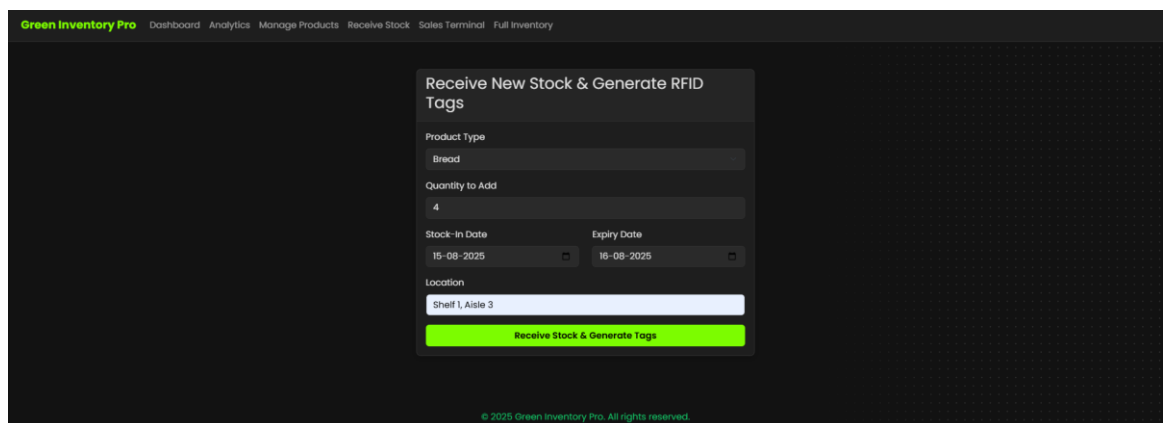 Green Inventory Pro Dashboard Analytics Manage Products Receive Stock Sales Terminal Full Inventory
Receive New Stock & Generate RFID
Tags
Product Type
Bread
Quantity to Add
4
Stock-In Date Expiry Date
15-08-2025 16-08-2025
Location
Shelf 1, Aisle 3
Receive Stock & Generate Tags
© 2025 Green Inventory Pro. All rights reserved.